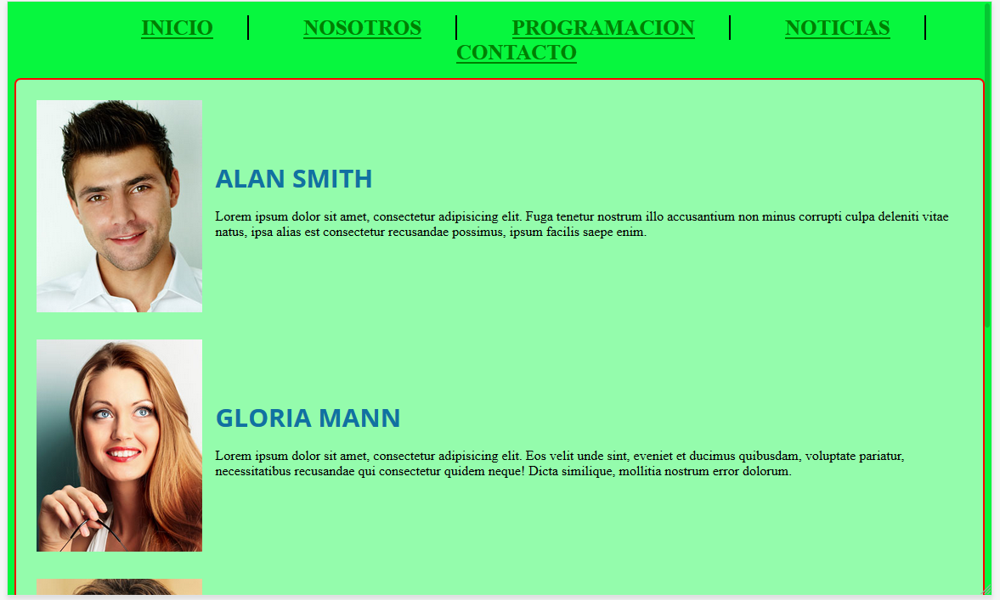 INICIO NOSOTROS PROGRAMACION NOTICIAS
CONTACTO
ALAN SMITH
Lorem ipsum dolor sit amet, consectetur adipisicing elit. Fuga tenetur nostrum illo accusantium non minus corrupti culpa deleniti vitae
natus, ipsa alias est consectetur recusandae possimus, ipsum facilis saepe enim.
GLORIA MANN
Lorem ipsum dolor sit amet, consectetur adipisicing elit. Eos velit unde sint, eveniet et ducimus quibusdam, voluptate pariatur,
necessitatibus recusandae qui consectetur quidem neque! Dicta similique, mollitia nostrum error dolorum.